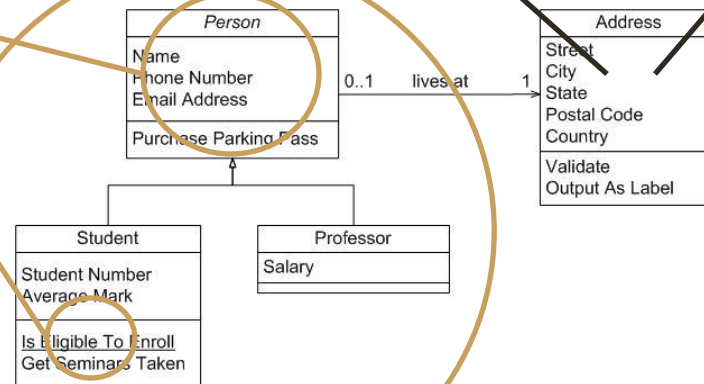 Person
Name
Phone Number
Email Address
Purchase Parking Pass
0..1 lives at 1
Address
Street
City
State
Postal Code
Country
Validate
Output As Label
Student
Student Number
Average Mark
Is Eligible To Enroll
Get Seminars Taken
Professor
Salary